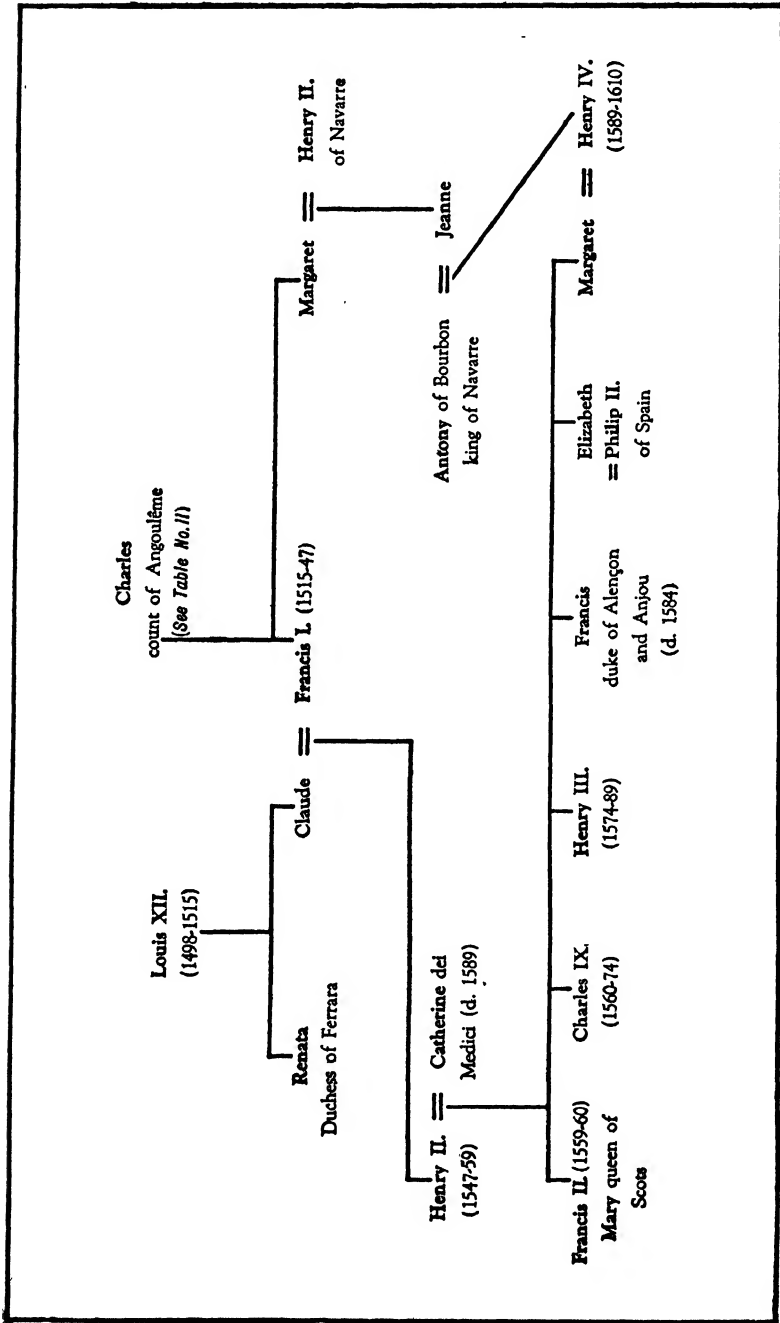 Charles
count of Angoulême
(See Table No.II)
Louis XII.
(1498-1515)
Renata
Duchess of Ferrara
Claude = Francis I. (1515-47)
Margaret = Henry II.
of Navarre
Henry II. = Catherine dei
(1547-59) Medici (d. 1589)
Antony of Bourbon = Jeanne
king of Navarre
Francis II. (1559-60)
Mary queen of
Scots
Charles IX.
(1560-74)
Henry III.
(1574-89)
Francis
duke of Alençon
and Anjou
(d. 1584)
Elizabeth
= Philip II.
of Spain
Margaret = Henry IV.
(1589-1610)